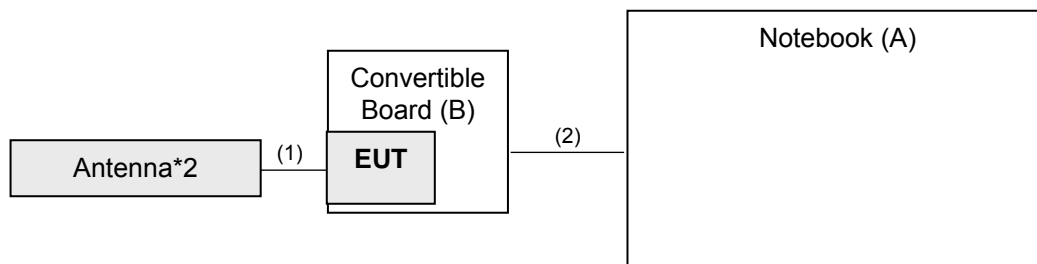 Notebook (A)
Convertible
Board (B)
(2)
(1)
EUT
Antenna*2